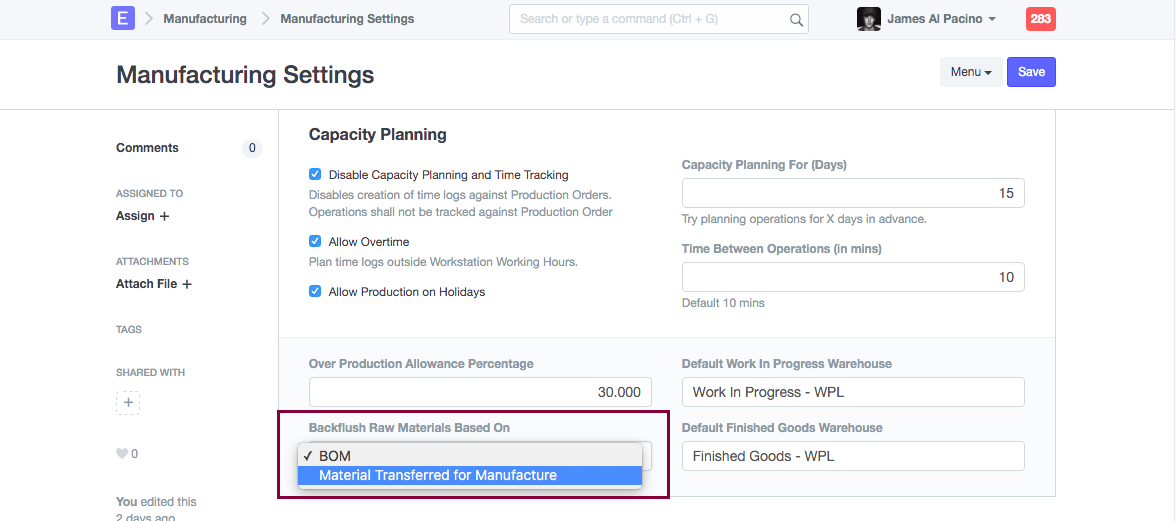 E Manufacturing Manufacturing Settings Search or type a command (Ctrl + G) James Al Pacino 283
Manufacturing Settings Menu Save
Comments 0
ASSIGNED TO
Assign +
ATTACHMENTS
Attach File +
TAGS
SHARED WITH
+
0
You edited this
2 days ago
Capacity Planning
Disable Capacity Planning and Time Tracking
Disables creation of time logs against Production Orders.
Operations shall not be tracked against Production Order
Allow Overtime
Plan time logs outside Workstation Working Hours.
Allow Production on Holidays
Capacity Planning For (Days)
15
Try planning operations for X days in advance.
Time Between Operations (in mins)
10
Default 10 mins
Over Production Allowance Percentage
30.000
Backflush Raw Materials Based On
✓ BOM
Material Transferred for Manufacture
Default Work In Progress Warehouse
Work In Progress - WPL
Default Finished Goods Warehouse
Finished Goods - WPL